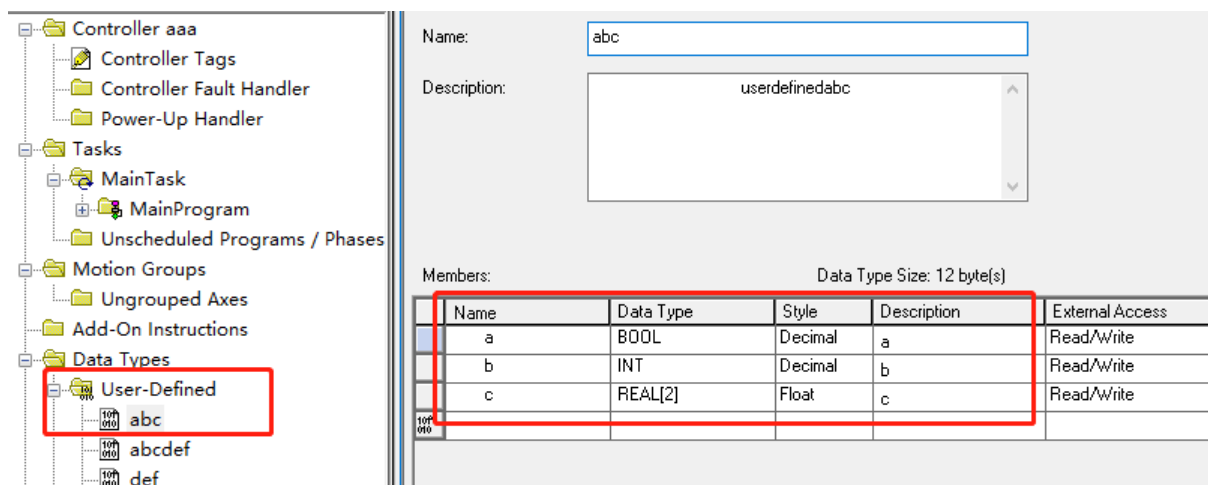 Controller aaa
Controller Tags
Controller Fault Handler
Power-Up Handler
Tasks
MainTask
MainProgram
Unscheduled Programs / Phases
Motion Groups
Ungrouped Axes
Add-On Instructions
Data Types
User-Defined
abc
abcdef
def
Name: abc
Description: userdefinedabc
Members: Data Type Size: 12 byte(s)
Name Data Type Style Description External Access
a BOOL Decimal a Read/Write
b INT Decimal b Read/Write
c REAL[2] Float c Read/Write